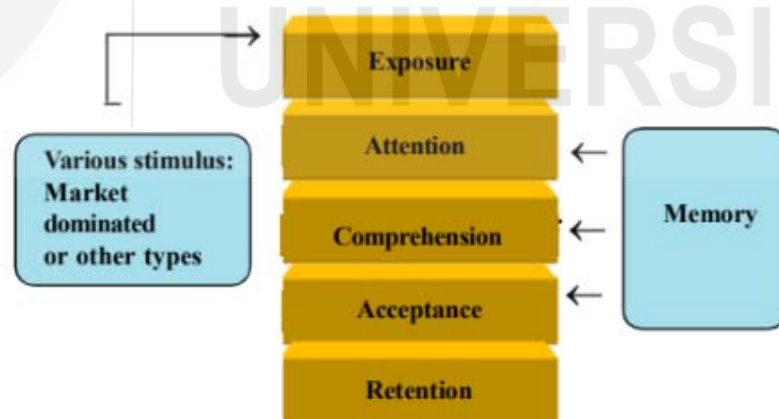 UNIVERSI
Exposure
Attention
Various stimulus:
Market
dominated
or other types
Memory
Comprehension
Acceptance
Retention